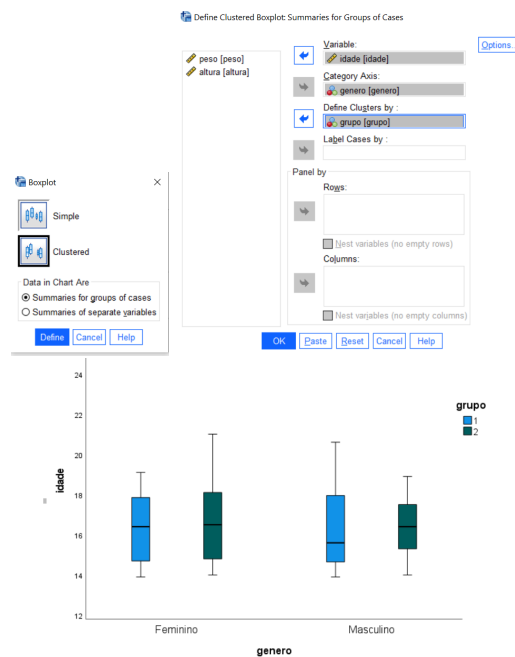 Define Clustered Boxplot: Summaries for Groups of Cases
peso [peso]
altura [altura]
Variable:
idade [idade]
Options..
Category Axis:
genero [genero]
Define Clusters by :
grupo [grupo]
Label Cases by :
Panel by
Rows:
Nest variables (no empty rows)
Columns:
Nest variables (no empty columns)
OK Paste Reset Cancel Help
Boxplot
Simple
Clustered
Data in Chart Are
Summaries for groups of cases
Summaries of separate variables
Define Cancel Help
24
22
20
18
16
14
12
idade
Feminino
Masculino
genero
grupo
1
2